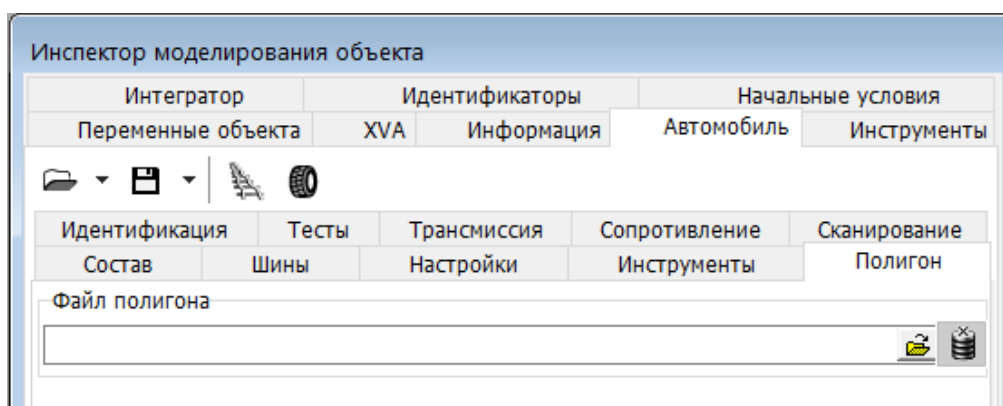 Инспектор моделирования объекта
Интегратор Идентификаторы Начальные условия
Переменные объекта XVA Информация Автомобиль Инструменты
Идентификация Тесты Трансмиссия Сопротивление Сканирование
Состав Шины Настройки Инструменты Полигон
Файл полигона